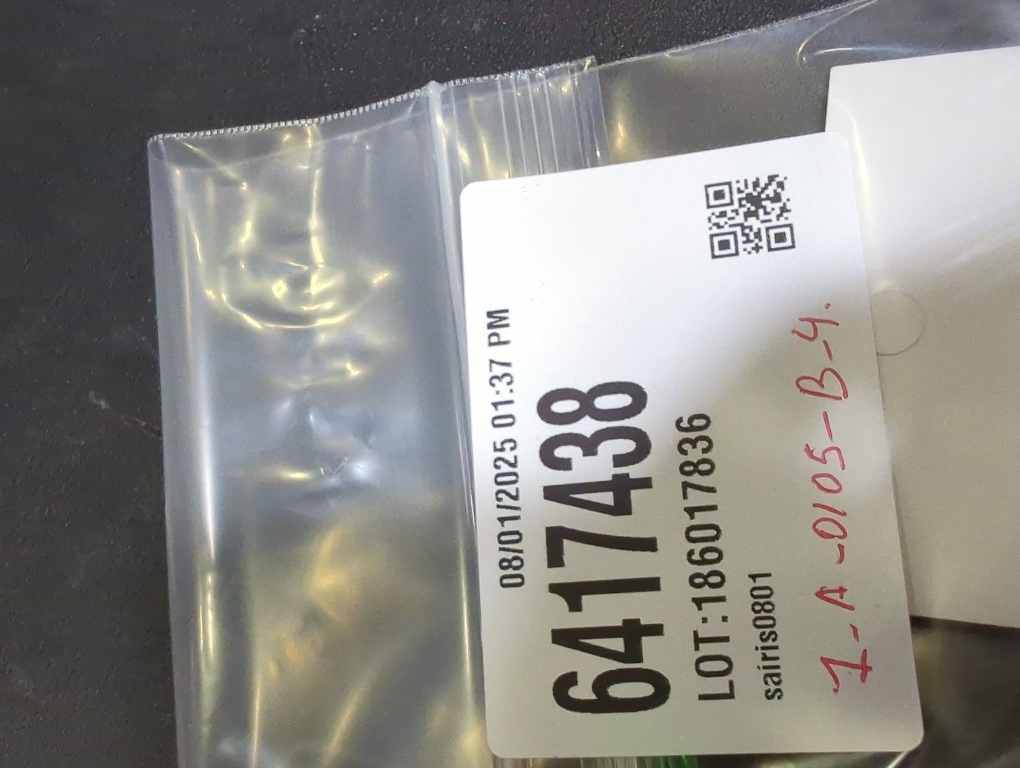 08/01/2025 01:37 PM
6417438
LOT:186017836
sairis0801
1-A-0105-B-4.